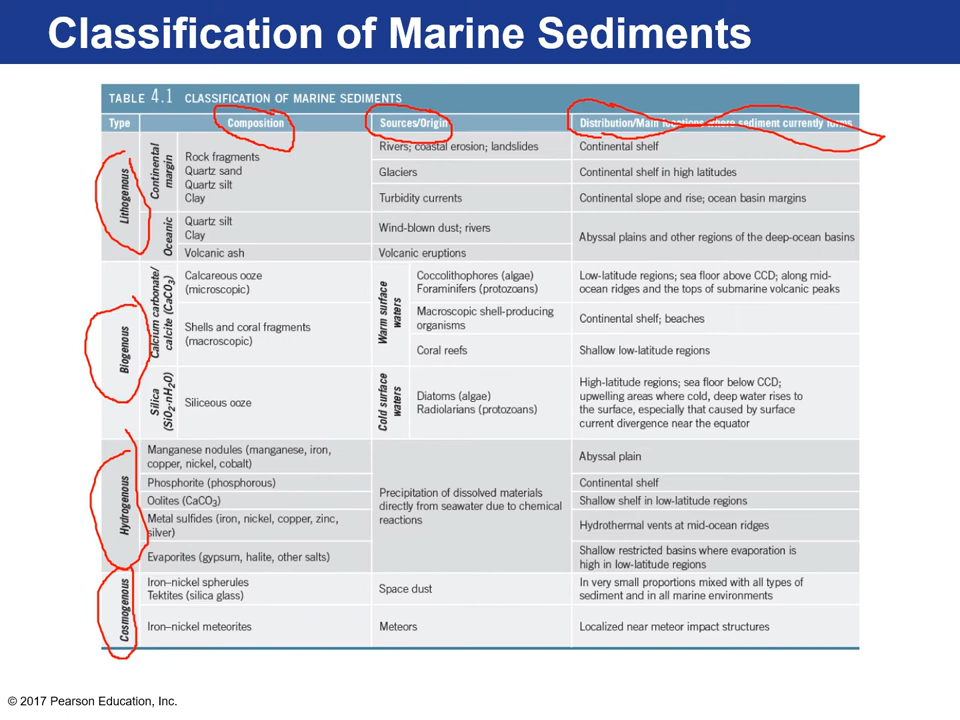 Classification of Marine Sediments
TABLE 4.1 CLASSIFICATION OF MARINE SEDIMENTS
Type
Composition
Sources/Origin
Distribution/Main locations where sediment currently forms
Lithogenous
Continental
margin
Rock fragments
Quartz sand
Quartz silt
Clay
Rivers; coastal erosion; landslides
Continental shelf
Glaciers
Continental shelf in high latitudes
Turbidity currents
Continental slope and rise; ocean basin margins
Oceanic
Quartz silt
Clay
Wind-blown dust; rivers
Abyssal plains and other regions of the deep-ocean basins
Volcanic ash
Volcanic eruptions
Biogenous
Calcium carbonate/
calcite (CaCO₃)
Calcareous ooze
(microscopic)
Warm surface
waters
Coccolithophores (algae)
Foraminifers (protozoans)
Low-latitude regions; sea floor above CCD; along mid-
ocean ridges and the tops of submarine volcanic peaks
Shells and coral fragments
(macroscopic)
Macroscopic shell-producing
organisms
Continental shelf; beaches
Coral reefs
Shallow low-latitude regions
Silica
(SiO₂·nH₂O)
Siliceous ooze
Cold surface
waters
Diatoms (algae)
Radiolarians (protozoans)
High-latitude regions; sea floor below CCD;
upwelling areas where cold, deep water rises to
the surface, especially that caused by surface
current divergence near the equator
Hydrogenous
Manganese nodules (manganese, iron,
copper, nickel, cobalt)
Precipitation of dissolved materials
directly from seawater due to chemical
reactions
Abyssal plain
Phosphorite (phosphorous)
Continental shelf
Oolites (CaCO₃)
Shallow shelf in low-latitude regions
Metal sulfides (iron, nickel, copper, zinc,
silver)
Hydrothermal vents at mid-ocean ridges
Evaporites (gypsum, halite, other salts)
Shallow restricted basins where evaporation is
high in low-latitude regions
Cosmogenous
Iron–nickel spherules
Tektites (silica glass)
Space dust
In very small proportions mixed with all types of
sediment and in all marine environments
Iron–nickel meteorites
Meteors
Localized near meteor impact structures
© 2017 Pearson Education, Inc.